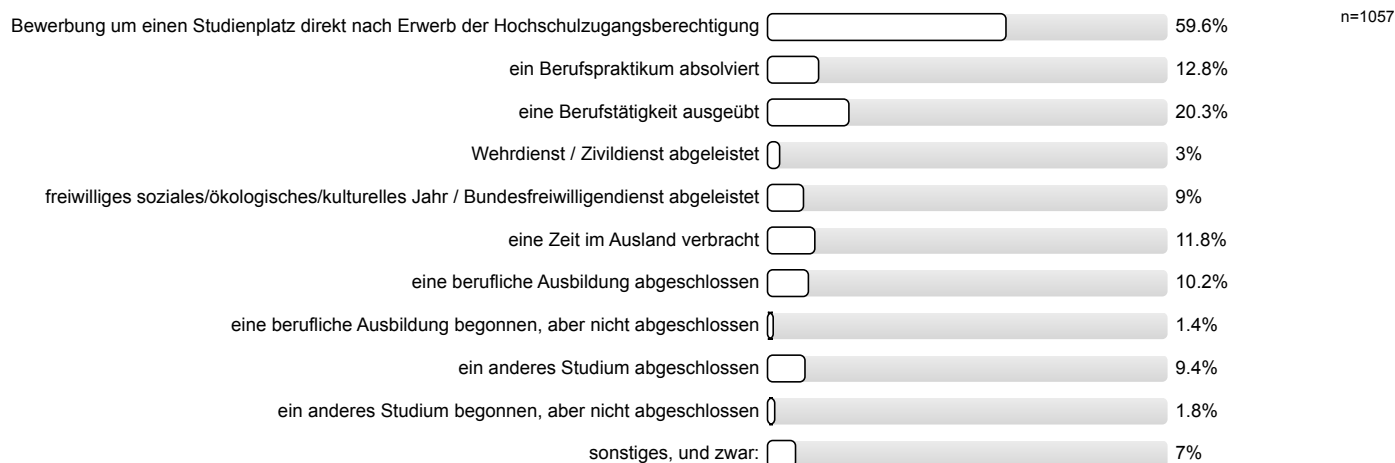 Bewerbung um einen Studienplatz direkt nach Erwerb der Hochschulzugangsberechtigung 59.6% n=1057
ein Berufspraktikum absolviert 12.8%
eine Berufstätigkeit ausgeübt 20.3%
Wehrdienst / Zivildienst abgeleistet 3%
freiwilliges soziales/ökologisches/kulturelles Jahr / Bundesfreiwilligendienst abgeleistet 9%
eine Zeit im Ausland verbracht 11.8%
eine berufliche Ausbildung abgeschlossen 10.2%
eine berufliche Ausbildung begonnen, aber nicht abgeschlossen 1.4%
ein anderes Studium abgeschlossen 9.4%
ein anderes Studium begonnen, aber nicht abgeschlossen 1.8%
sonstiges, und zwar: 7%